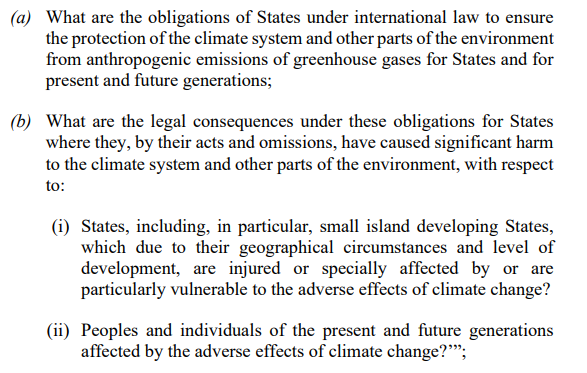 (a) What are the obligations of States under international law to ensure
the protection of the climate system and other parts of the environment
from anthropogenic emissions of greenhouse gases for States and for
present and future generations;
(b) What are the legal consequences under these obligations for States
where they, by their acts and omissions, have caused significant harm
to the climate system and other parts of the environment, with respect
to:
(i) States, including, in particular, small island developing States,
which due to their geographical circumstances and level of
development, are injured or specially affected by or are
particularly vulnerable to the adverse effects of climate change?
(ii) Peoples and individuals of the present and future generations
affected by the adverse effects of climate change?’”;